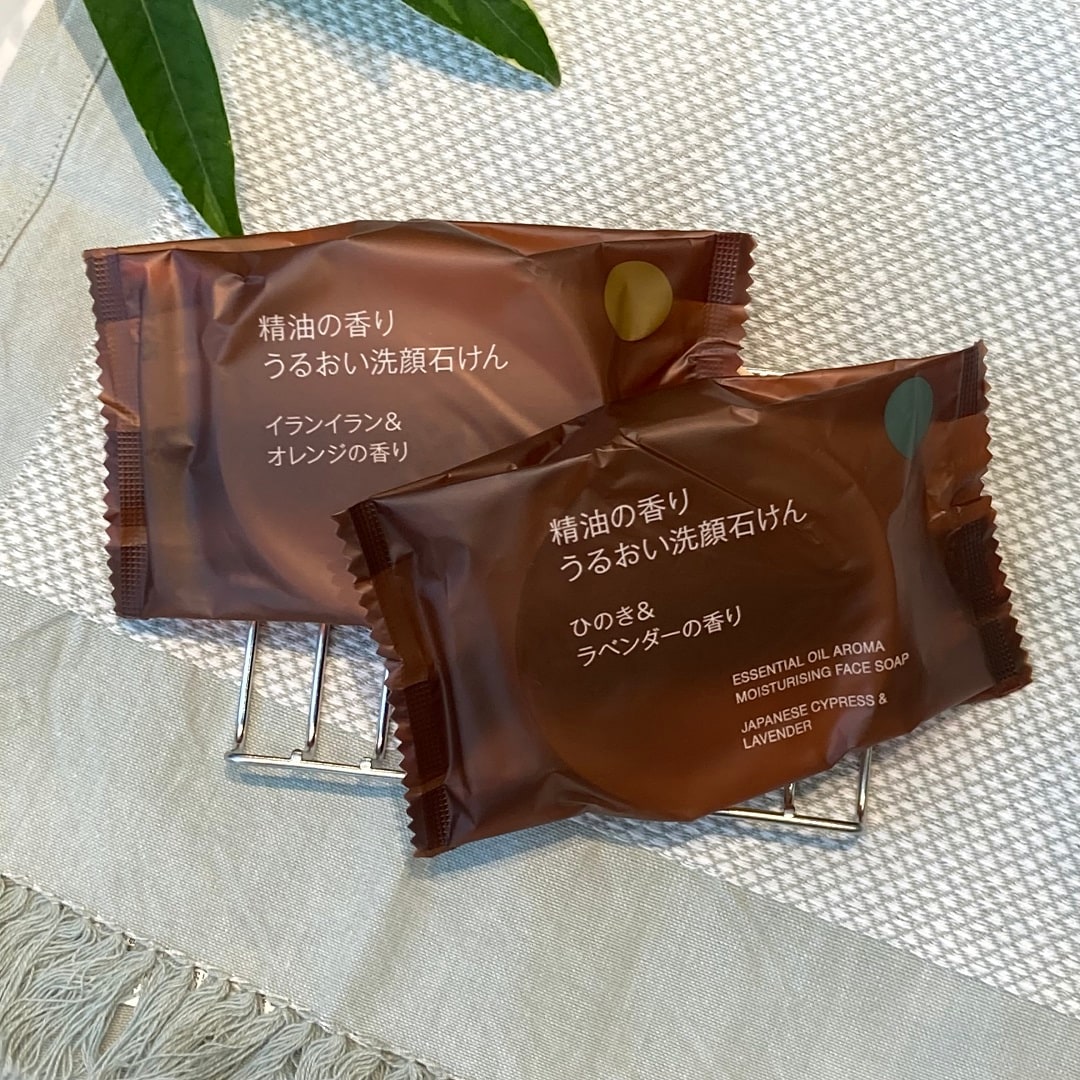 精油の香り
うるおい洗顔石けん
イランイラン&
オレンジの香り
精油の香り
うるおい洗顔石けん
ひのき&
ラベンダーの香り
ESSENTIAL OIL AROMA
MOISTURISING FACE SOAP
JAPANESE CYPRESS &
LAVENDER